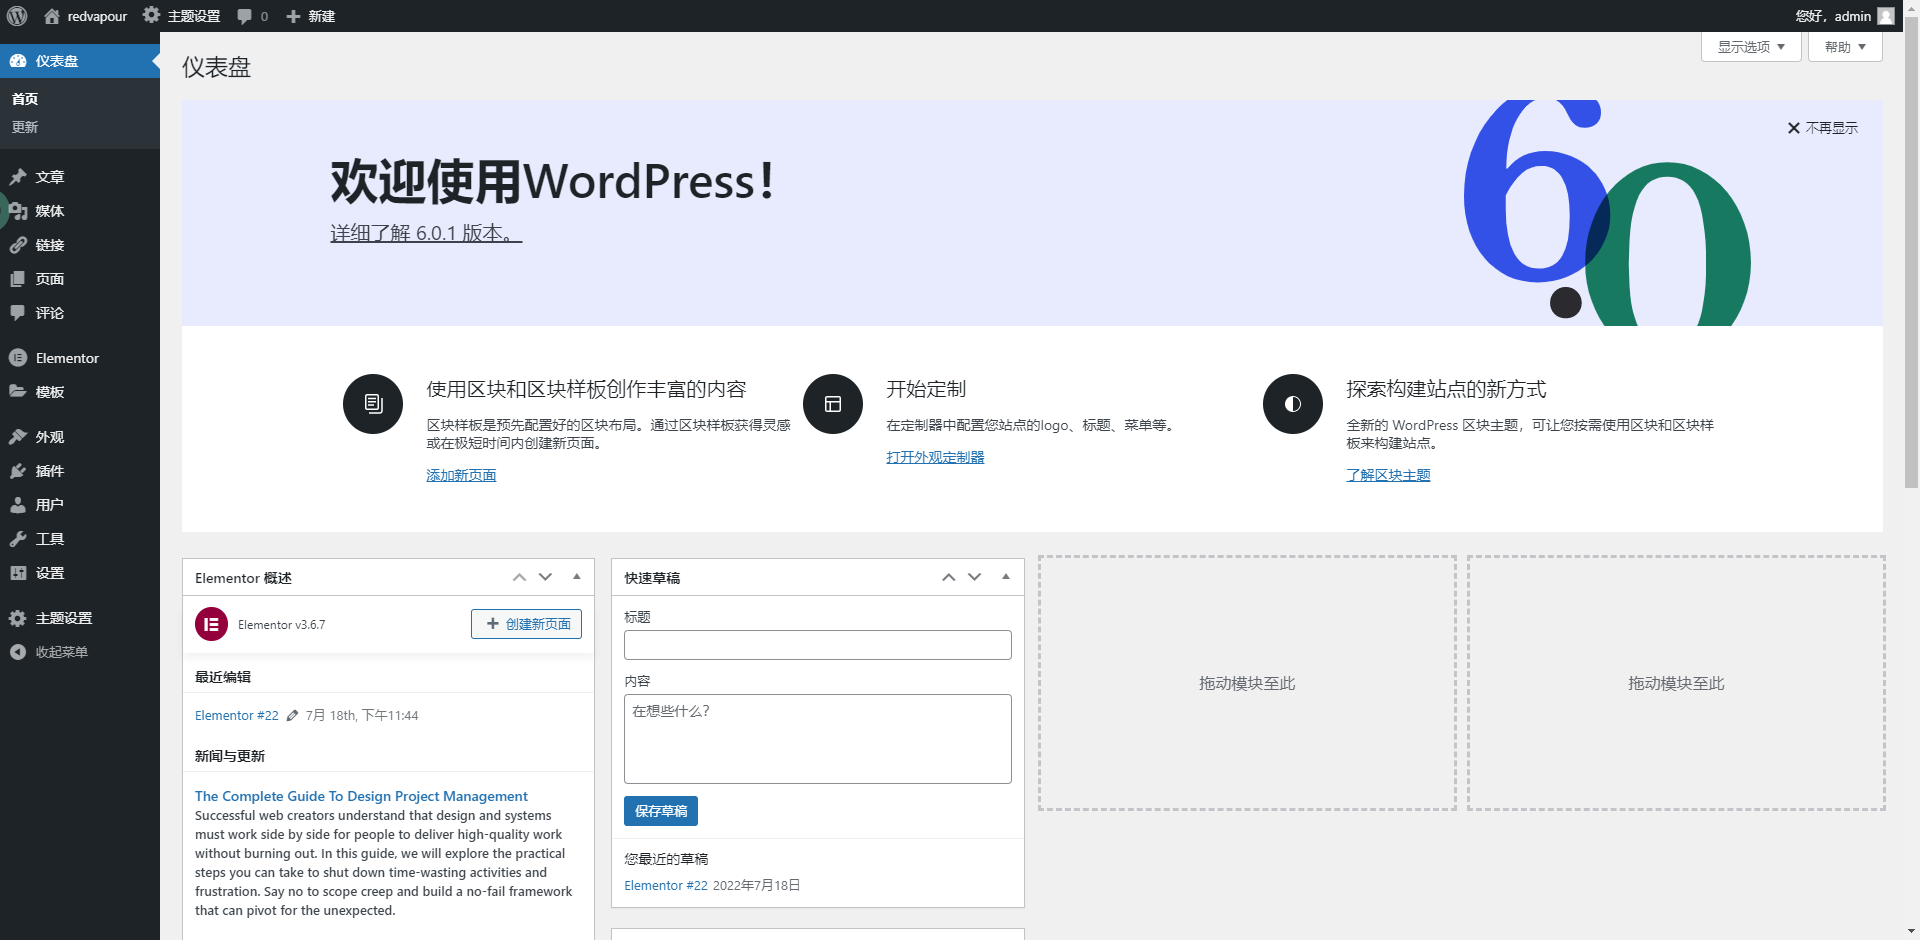 redvapour
主题设置
0
新建
您好，admin
仪表盘
首页
更新
文章
媒体
链接
页面
评论
Elementor
模板
外观
插件
用户
工具
设置
主题设置
收起菜单
仪表盘
显示选项
帮助
不再显示
欢迎使用WordPress！
详细了解 6.0.1 版本。
6.0
使用区块和区块样板创作丰富的内容
区块样板是预先配置好的区块布局。通过区块样板获得灵感
或在极短时间内创建新页面。
添加新页面
开始定制
在定制器中配置您站点的logo、标题、菜单等。
打开外观定制器
探索构建站点的新方式
全新的 WordPress 区块主题，可让您按需使用区块和区块样
板来构建站点。
了解区块主题
Elementor 概述
Elementor v3.6.7
创建新页面
最近编辑
Elementor #22 7月 18th, 下午11:44
新闻与更新
The Complete Guide To Design Project Management
Successful web creators understand that design and systems
must work side by side for people to deliver high-quality work
without burning out. In this guide, we will explore the practical
steps you can take to shut down time-wasting activities and
frustration. Say no to scope creep and build a no-fail framework
that can pivot for the unexpected.
快速草稿
标题
内容
在想些什么？
保存草稿
您最近的草稿
Elementor #22 2022年7月18日
拖动模块至此
拖动模块至此